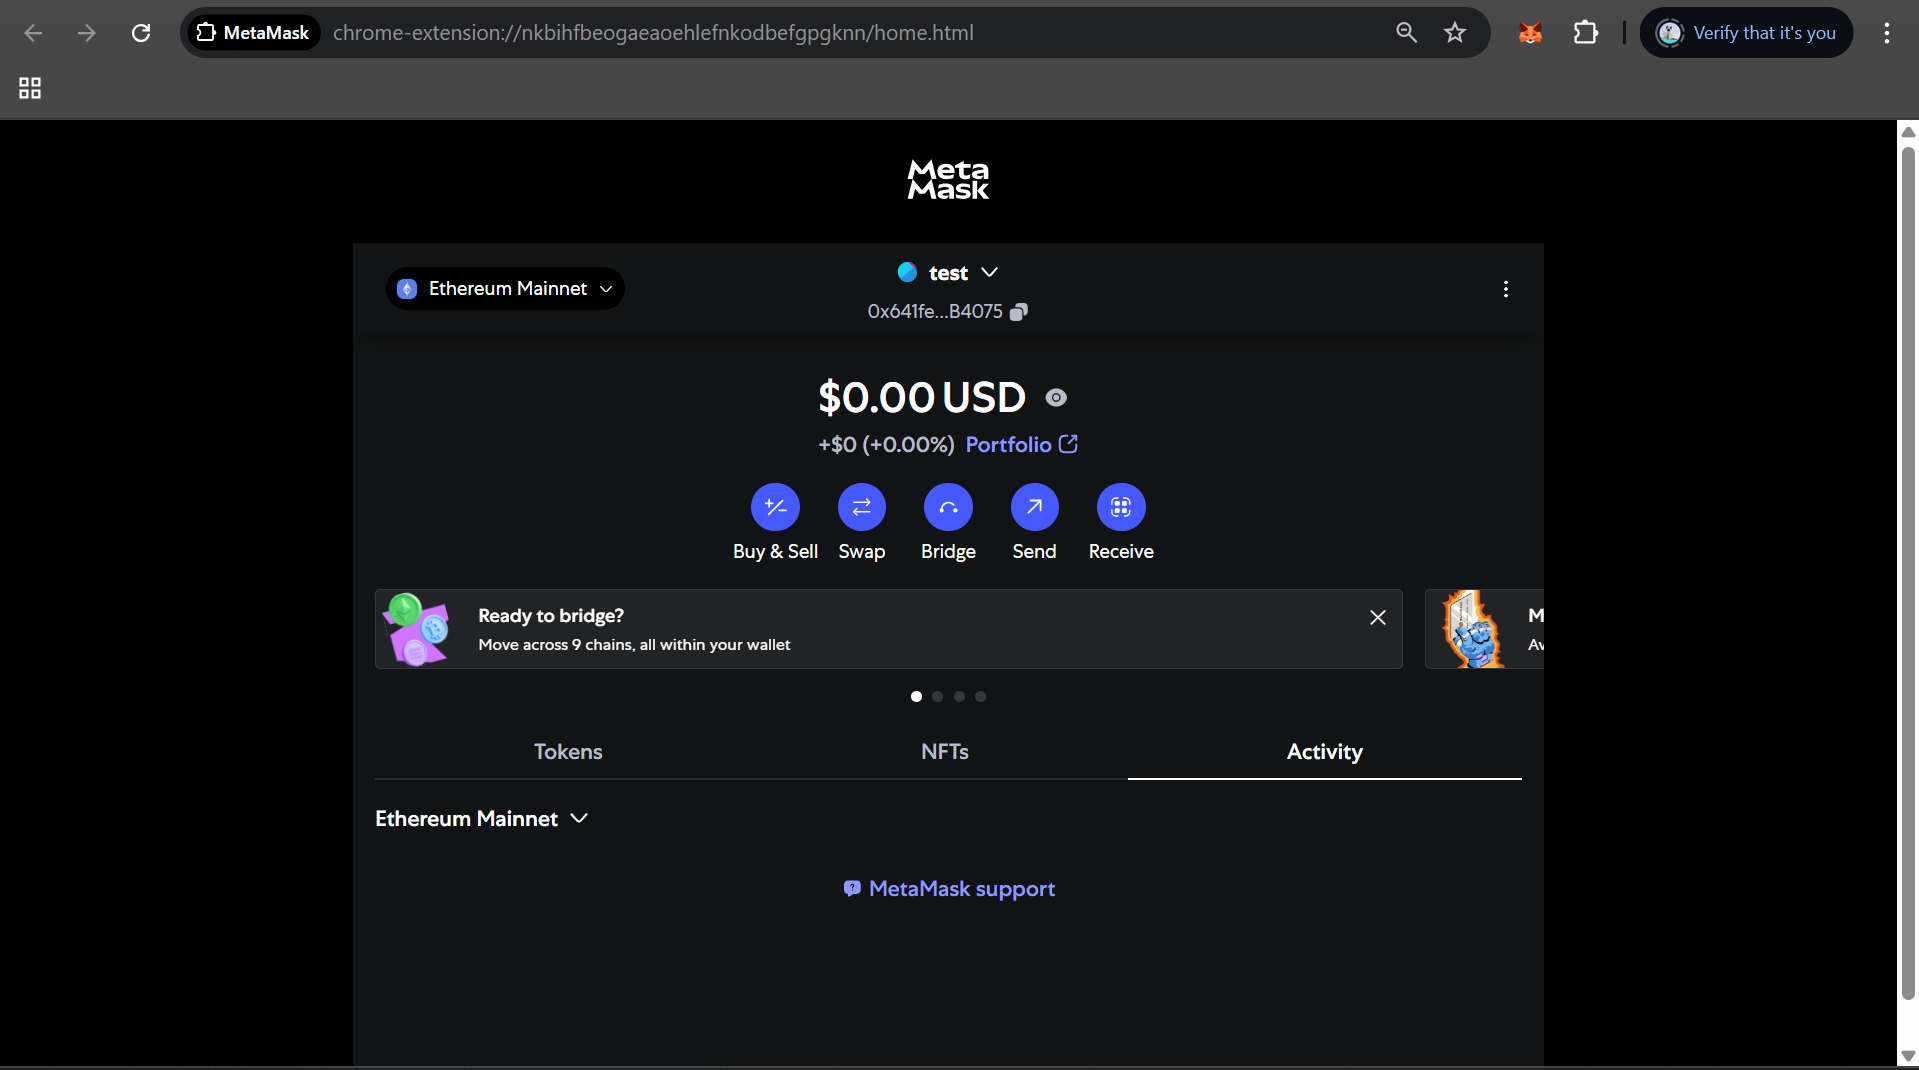 MetaMask
chrome-extension://nkbihfbeogaeaoehlefnkodbefgpgknn/home.html
Verify that it's you
Meta
Mask
Ethereum Mainnet
test
0x641fe...B4075
$0.00 USD
+$0 (+0.00%) Portfolio
Buy & Sell Swap Bridge Send Receive
Ready to bridge?
Move across 9 chains, all within your wallet
M
Av
Tokens NFTs Activity
Ethereum Mainnet
MetaMask support